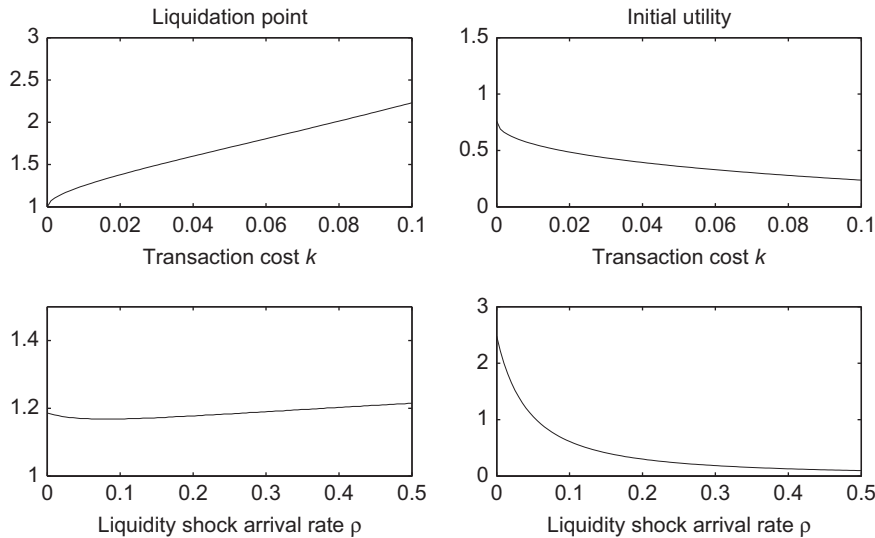 Liquidation point
3
2.5
2
1.5
1
0 0.02 0.04 0.06 0.08 0.1
Transaction cost k
Initial utility
1.5
1
0.5
0
0 0.02 0.04 0.06 0.08 0.1
Transaction cost k
1.4
1.2
1
0 0.1 0.2 0.3 0.4 0.5
Liquidity shock arrival rate ρ
3
2
1
0
0 0.1 0.2 0.3 0.4 0.5
Liquidity shock arrival rate ρ